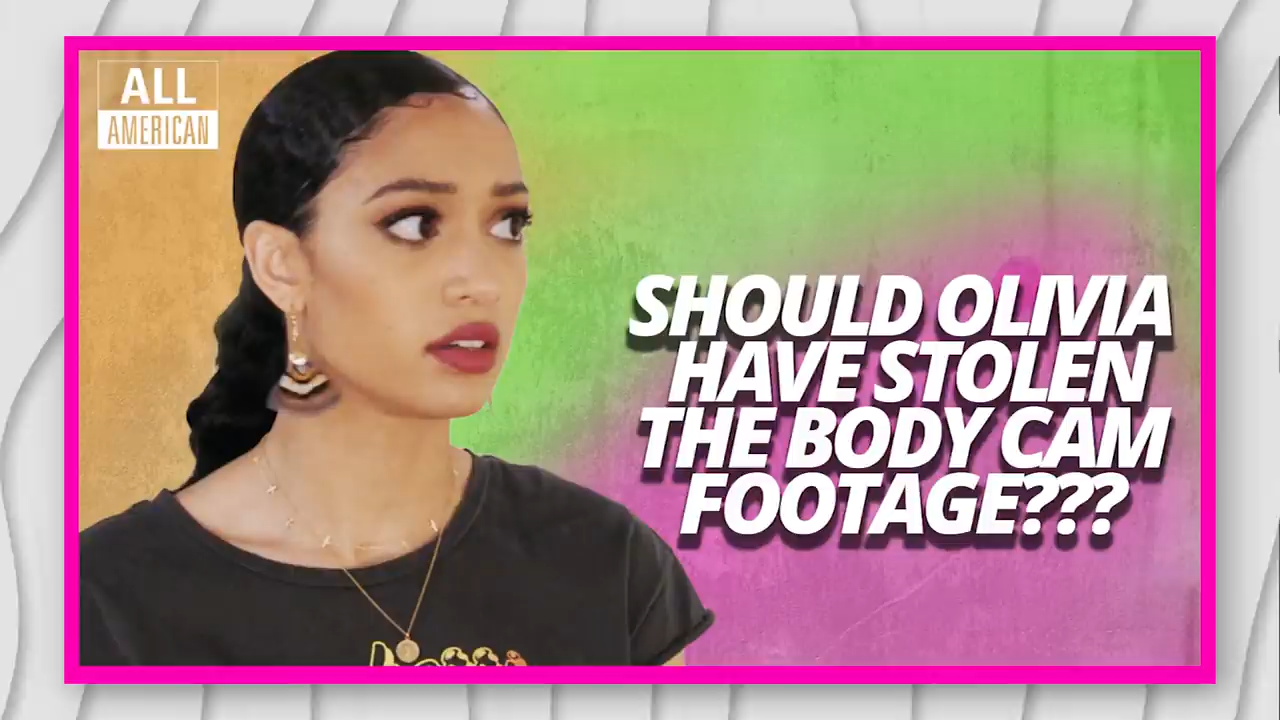 ALL
AMERICAN
SHOULD OLIVIA
HAVE STOLEN
THE BODY CAM
FOOTAGE???